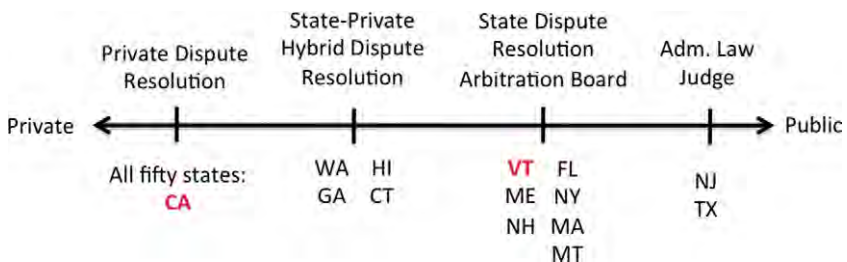 Private Dispute
Resolution
State-Private
Hybrid Dispute
Resolution
State Dispute
Resolution
Arbitration Board
Adm. Law
Judge
Private
Public
All fifty states:
CA
WA HI
GA CT
VT FL
ME NY
NH MA
MT
NJ
TX